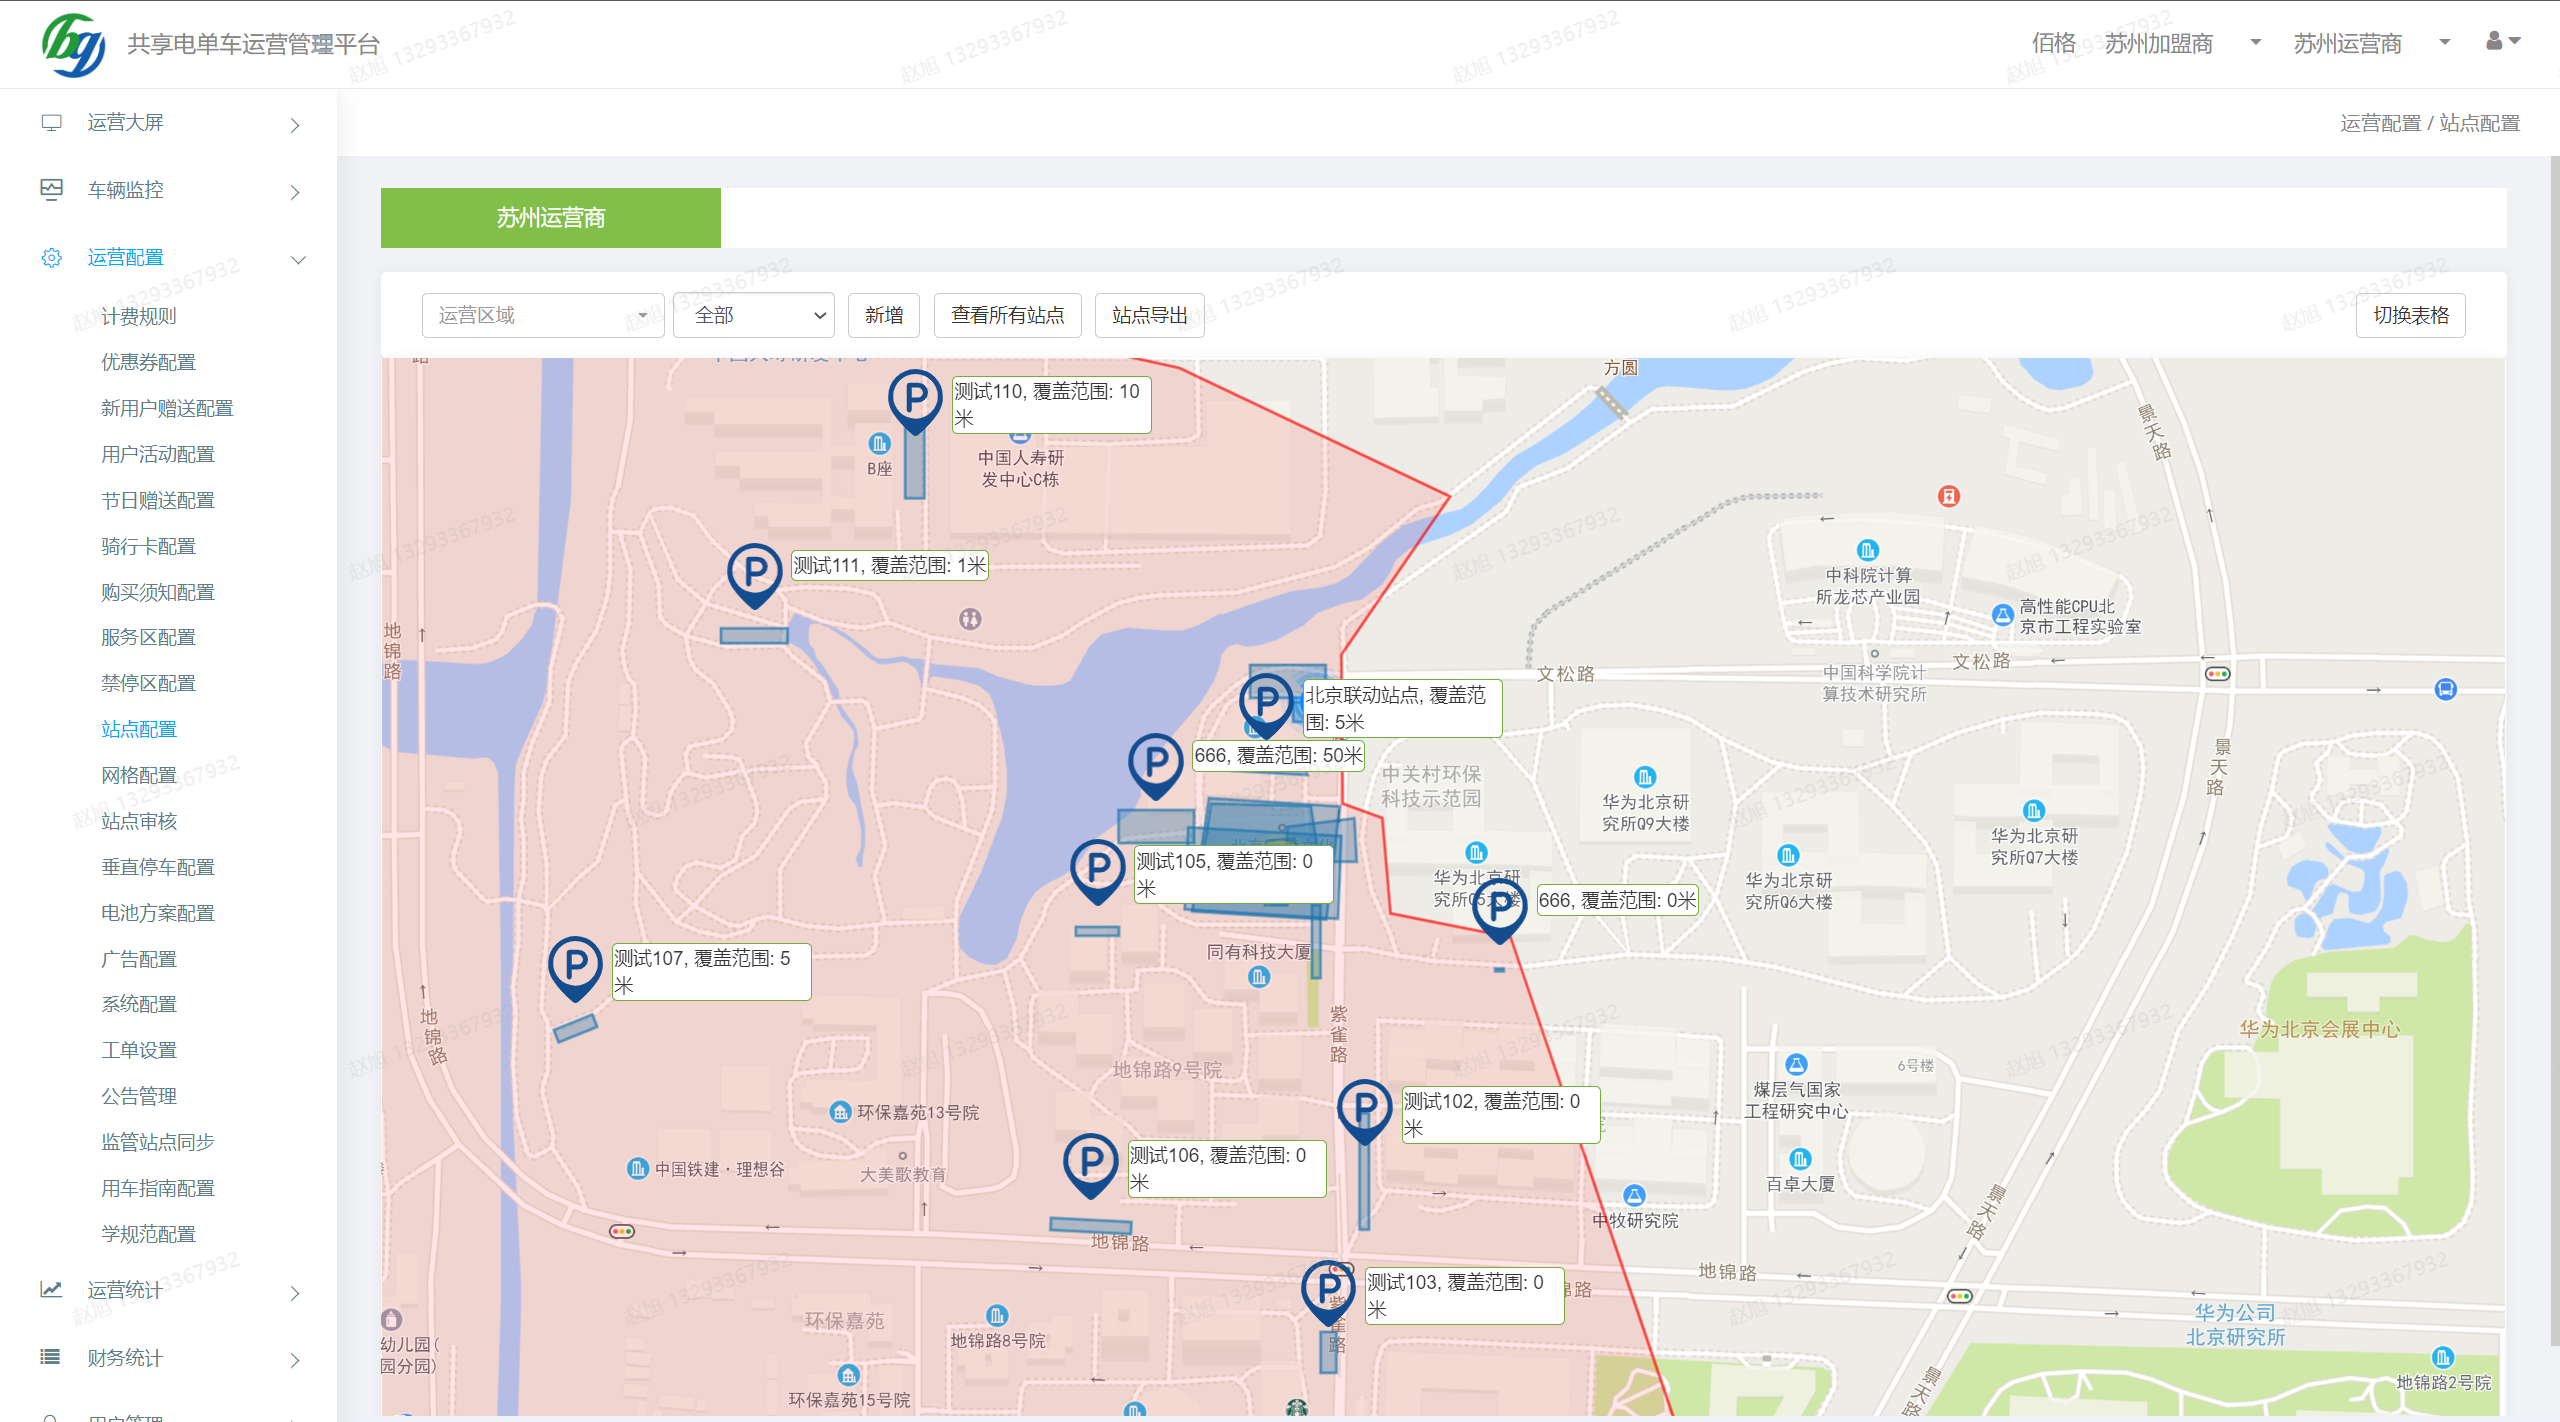 共享电单车运营管理平台
佰格
苏州加盟商
苏州运营商
运营大屏
车辆监控
运营配置
计费规则
优惠券配置
新用户赠送配置
用户活动配置
节日赠送配置
骑行卡配置
购买须知配置
服务区配置
禁停区配置
站点配置
网格配置
站点审核
垂直停车配置
电池方案配置
广告配置
系统配置
工单设置
公告管理
监管站点同步
用车指南配置
学规范配置
运营统计
财务统计
用户管理
运营配置 / 站点配置
苏州运营商
运营区域
全部
新增
查看所有站点
站点导出
切换表格
路
方圆
测试110, 覆盖范围: 10
米
B座
中国人寿研
发中心C栋
景天路
测试111, 覆盖范围: 1米
中科院计算
所龙芯产业园
高性能CPU北
京市工程实验室
地锦路
文松路
文松路
中国科学院计
算技术研究所
北京联动站点, 覆盖范
围: 5米
666, 覆盖范围: 50米
中关村环保
科技示范园
景天路
华为北京研
究所Q9大楼
华为北京研
究所Q7大楼
测试105, 覆盖范围: 0
米
华为北京研
究所Q5大楼
华为北京研
究所Q6大楼
666, 覆盖范围: 0米
测试107, 覆盖范围: 5
米
同有科技大厦
地锦路
紫雀路
华为北京会展中心
地锦路9号院
6号楼
煤层气国家
工程研究中心
环保嘉苑13号院
测试102, 覆盖范围: 0
米
中国铁建·理想谷
大美歌教育
测试106, 覆盖范围: 0
米
百卓大厦
中牧研究院
景天路
地锦路
地锦路
测试103, 覆盖范围: 0
米
锦路
紫雀路
华为公司
北京研究所
环保嘉苑
地锦路8号院
幼儿园(
园分园)
环保嘉苑15号院
景天路
地锦路2号院
赵旭 13293367932